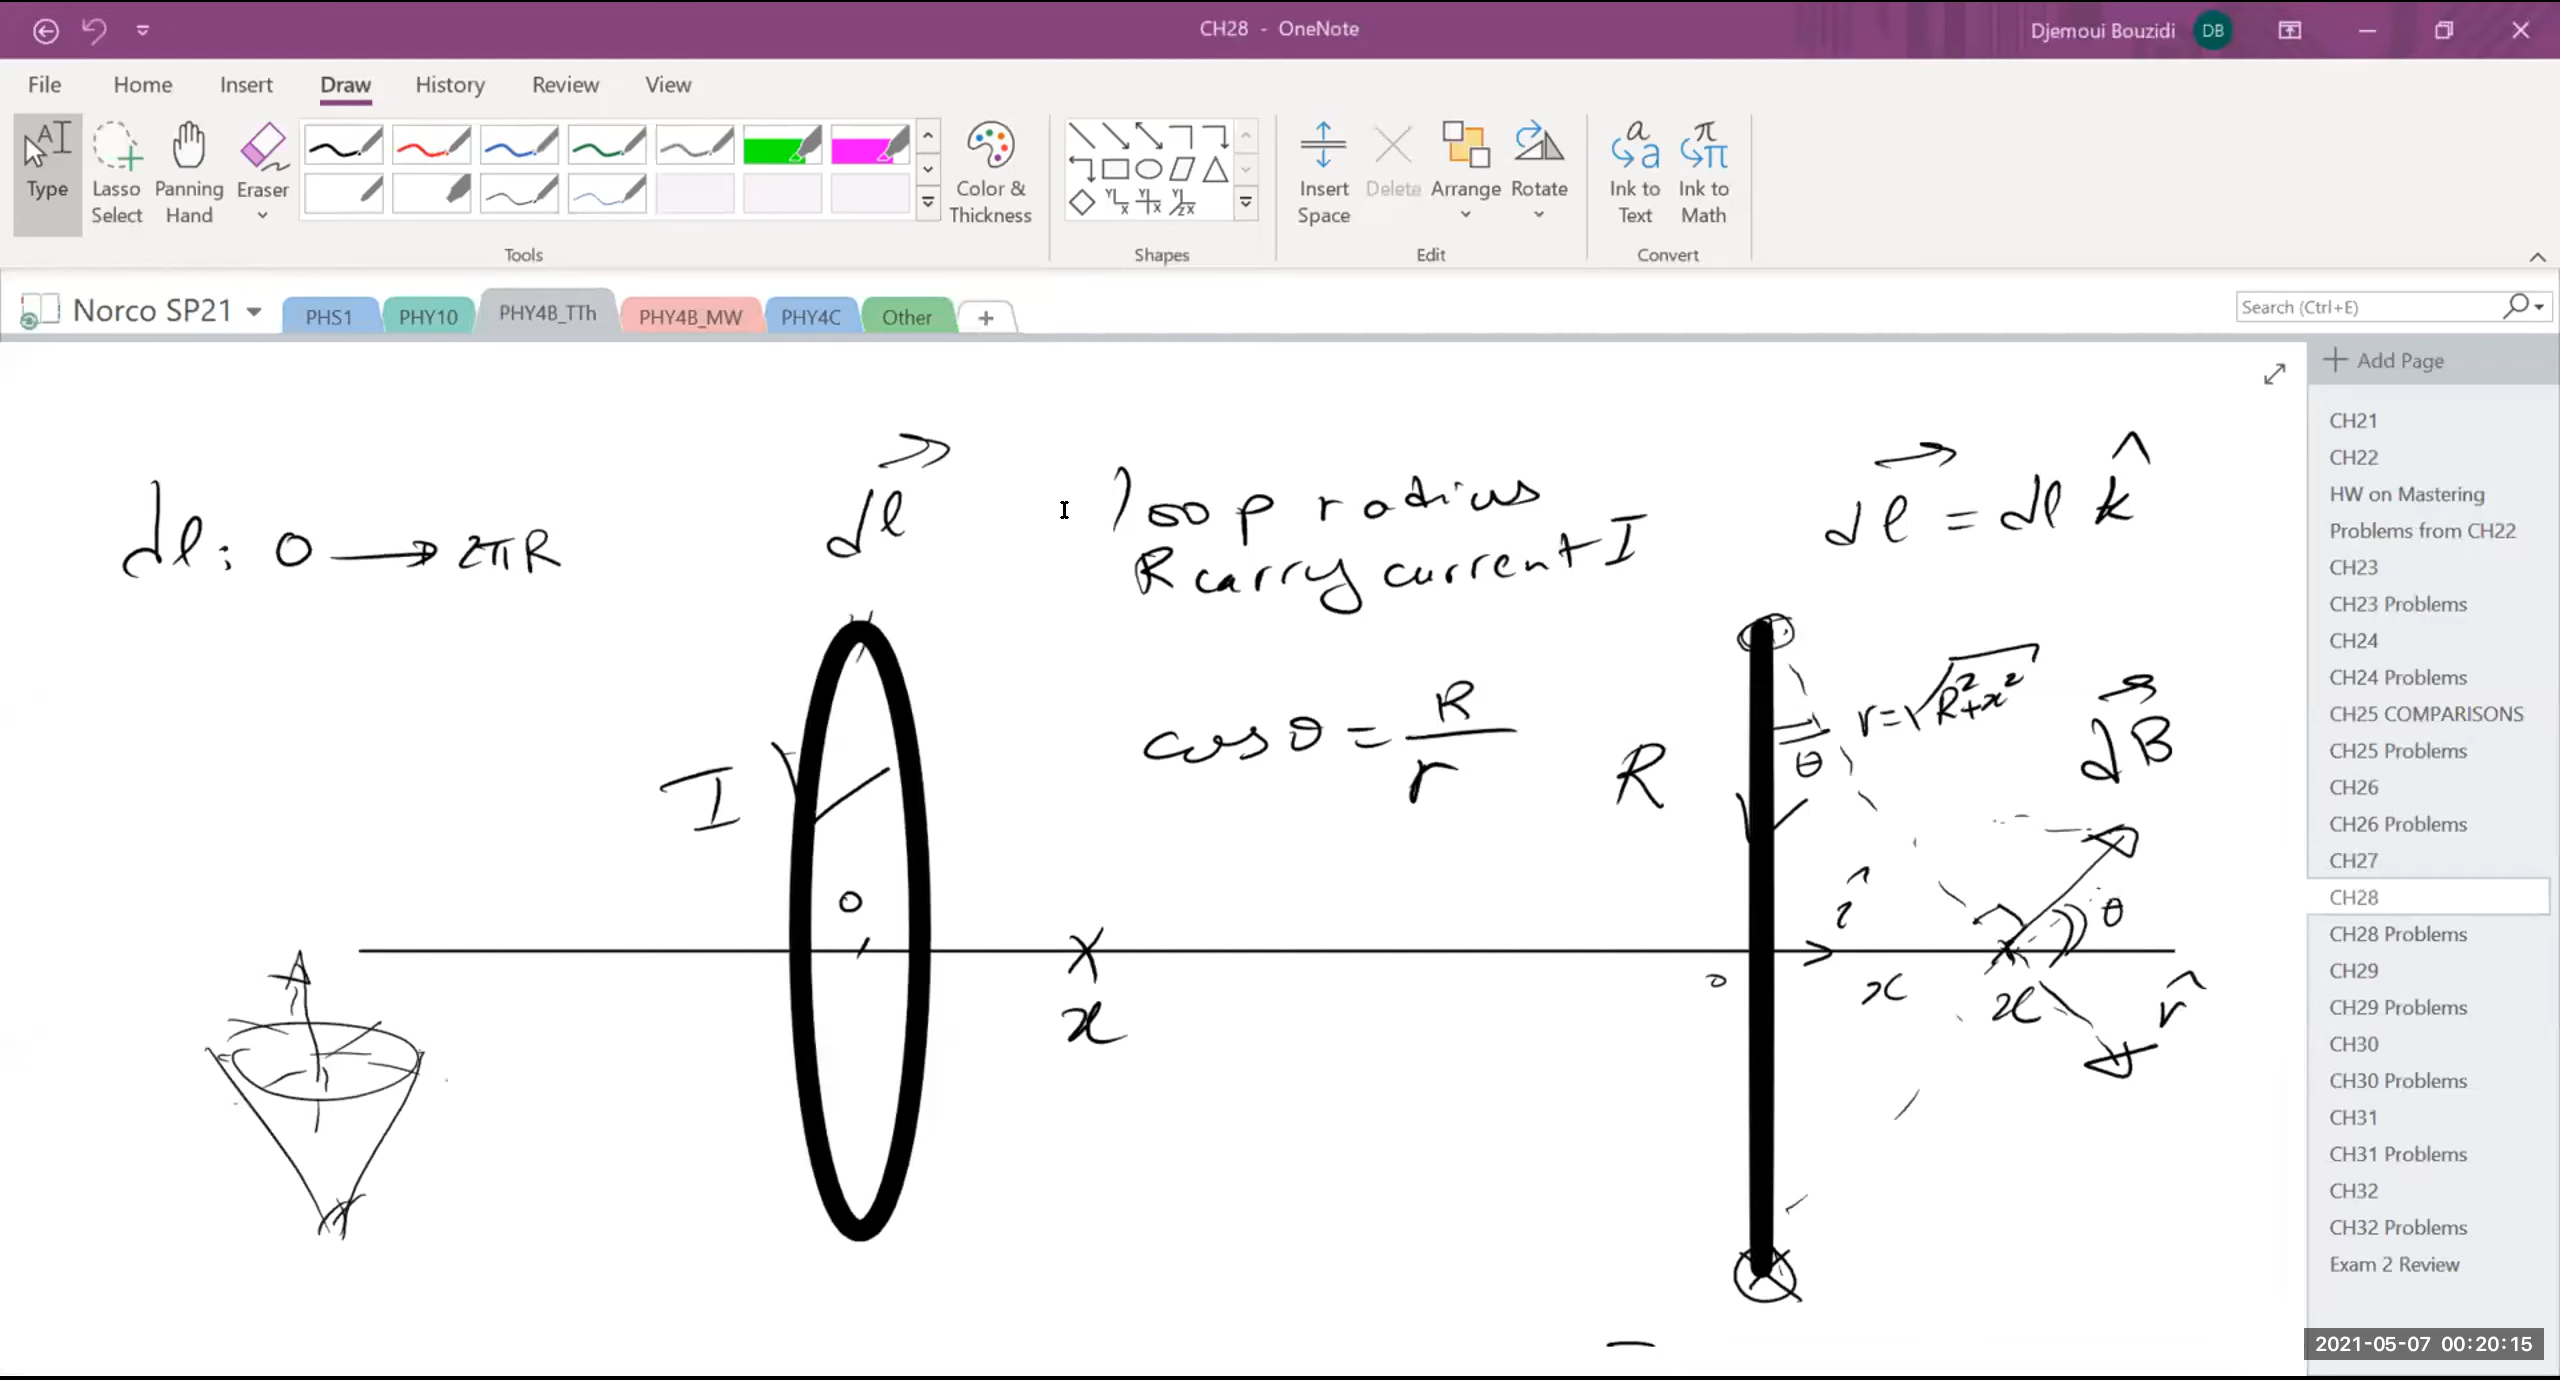 CH28 - OneNote
Djemoui Bouzidi DB
File Home Insert Draw History Review View
Type
Lasso Select
Panning Hand
Eraser
Color & Thickness
Insert Space
Delete
Arrange
Rotate
Ink to Text
Ink to Math
Tools
Shapes
Edit
Convert
Norco SP21
PHS1 PHY10 PHY4B_TTh PHY4B_MW PHY4C Other +
Search (Ctrl+E)
Add Page
CH21
CH22
HW on Mastering
Problems from CH22
CH23
CH23 Problems
CH24
CH24 Problems
CH25 COMPARISONS
CH25 Problems
CH26
CH26 Problems
CH27
CH28
CH28 Problems
CH29
CH29 Problems
CH30
CH30 Problems
CH31
CH31 Problems
CH32
CH32 Problems
Exam 2 Review
dl: 0 → 2πR
dl⃗
loop radius
R carry current I
dl⃗ = dl k̂
I
cosθ = R/r
R
θ
r = √R²+x²
dB⃗
o
x
o
î
x
x
θ
r̂
2021-05-07 00:20:15